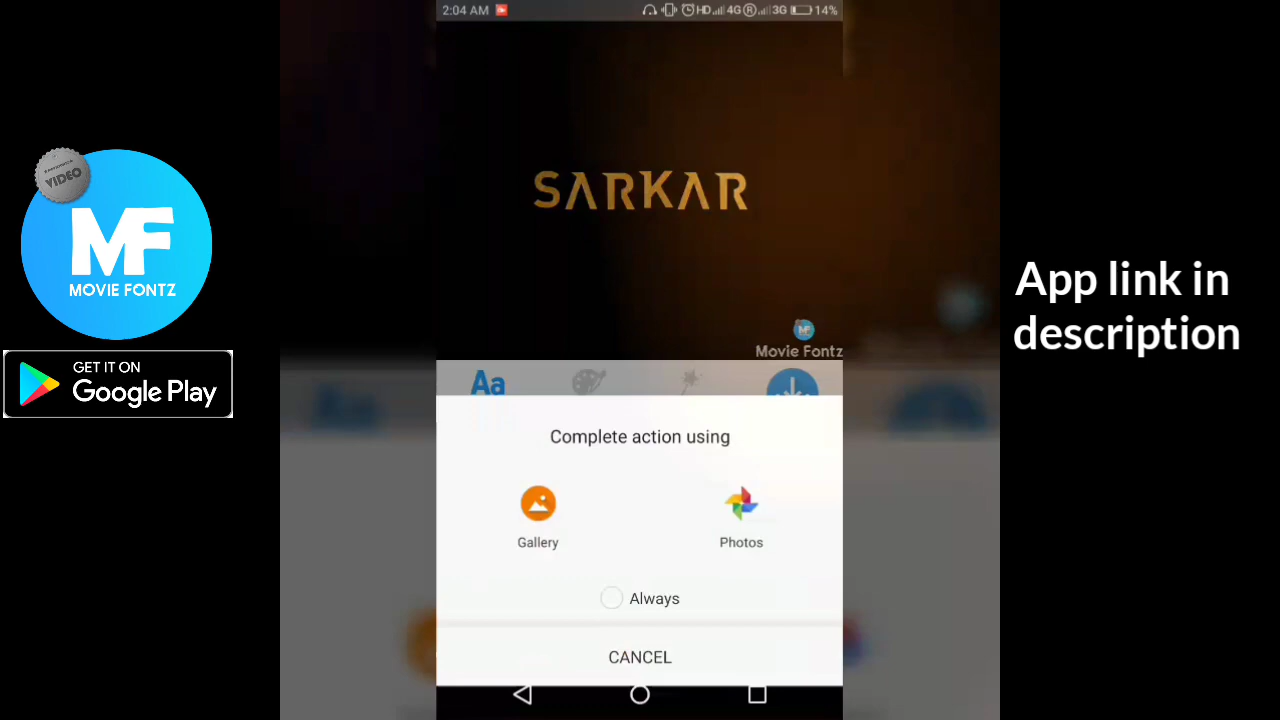 2:04 AM
HD 4G R 3G 14%
VIDEO
MF
MOVIE FONTZ
GET IT ON
Google Play
SARKAR
MF
Movie Fontz
Aa
Complete action using
Gallery
Photos
Always
CANCEL
App link in
description